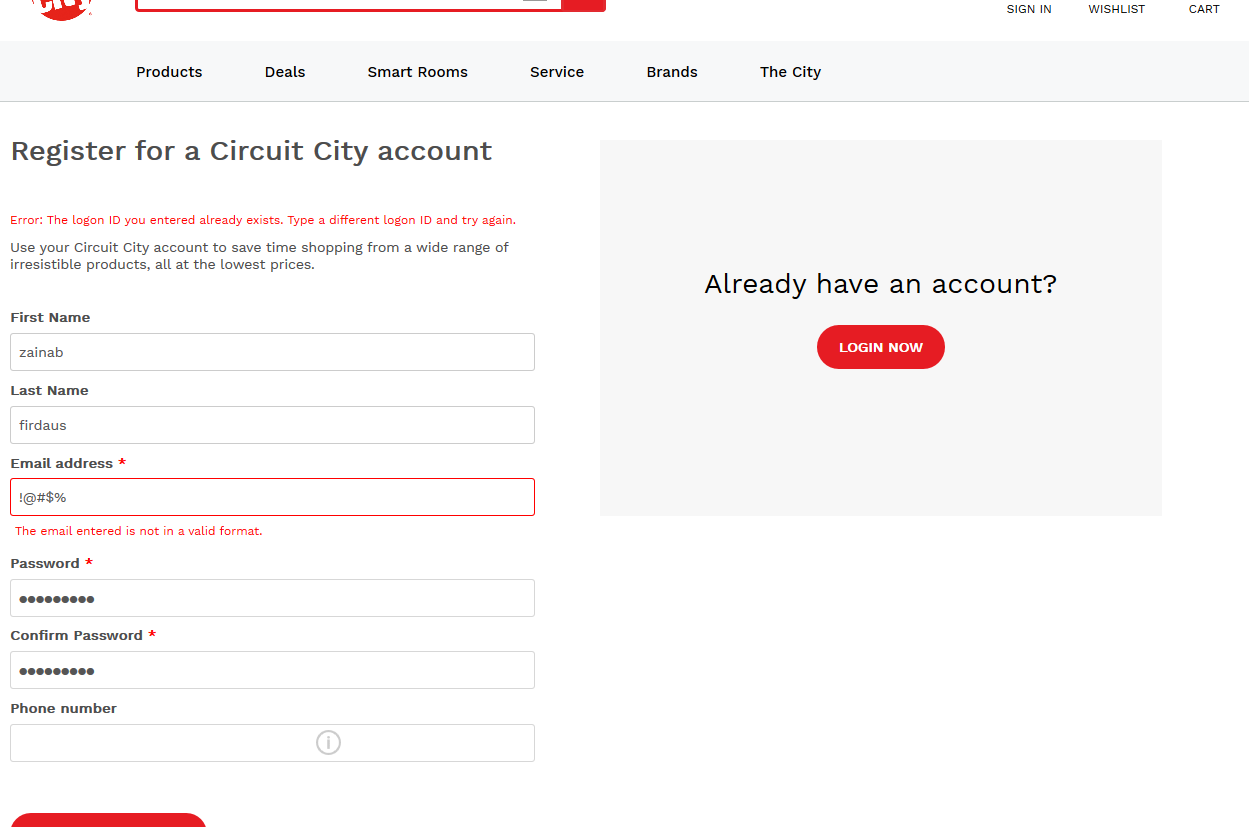 City
SIGN IN WISHLIST CART
Products Deals Smart Rooms Service Brands The City
Register for a Circuit City account
Error: The logon ID you entered already exists. Type a different logon ID and try again.
Use your Circuit City account to save time shopping from a wide range of
irresistible products, all at the lowest prices.
First Name
zainab
Last Name
firdaus
Email address *
!@#$%
The email entered is not in a valid format.
Password *
●●●●●●●●●
Confirm Password *
●●●●●●●●●
Phone number
Already have an account?
LOGIN NOW